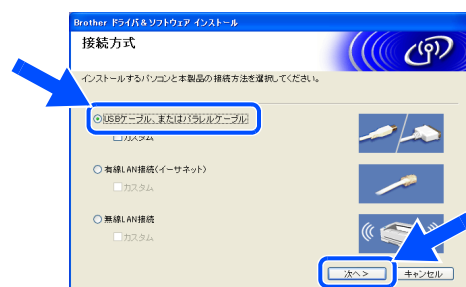 Brother ドライバ&ソフトウェア インストール
接続方式
インストールするパソコンと本製品の接続方法を選択してください。
USBケーブル、またはパラレルケーブル
カスタム
有線LAN接続(イーサネット)
カスタム
無線LAN接続
カスタム
次へ >
キャンセル